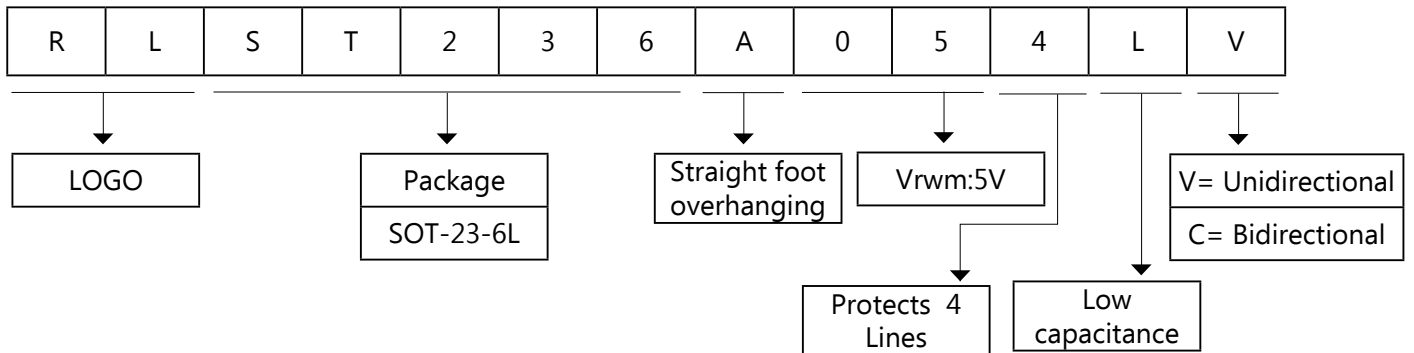 R L S T 2 3 6 A 0 5 4 L V
LOGO
Package
SOT-23-6L
Straight foot
overhanging
Vrwm:5V
V= Unidirectional
C= Bidirectional
Protects 4
Lines
Low
capacitance